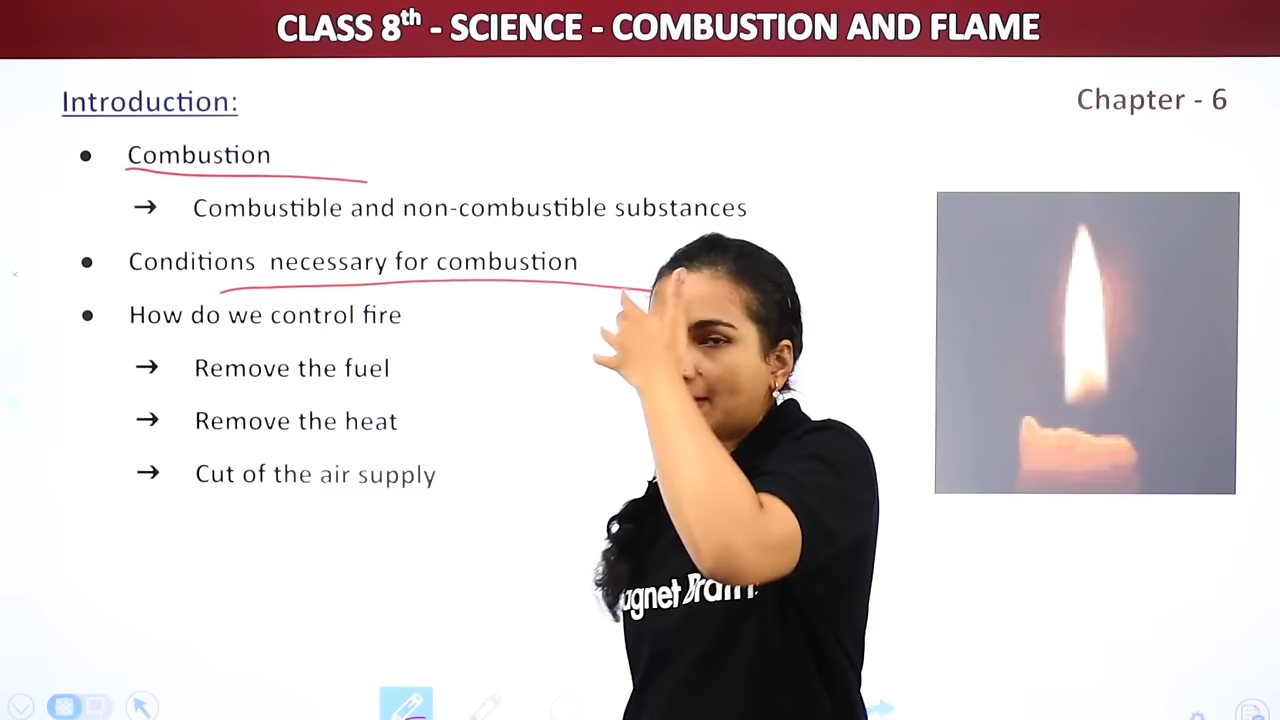 CLASS 8th - SCIENCE - COMBUSTION AND FLAME
Introduction:
Chapter - 6
● Combustion
→ Combustible and non-combustible substances
● Conditions necessary for combustion
● How do we control fire
→ Remove the fuel
→ Remove the heat
→ Cut of the air supply